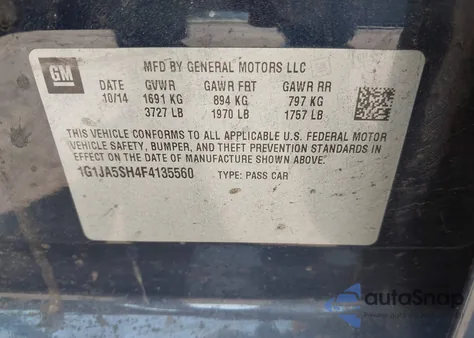 GM
MFD BY GENERAL MOTORS LLC
DATE GVWR GAWR FRT GAWR RR
10/14 1691 KG 894 KG 797 KG
3727 LB 1970 LB 1757 LB
THIS VEHICLE CONFORMS TO ALL APPLICABLE U.S. FEDERAL MOTOR
VEHICLE SAFETY, BUMPER, AND THEFT PREVENTION STANDARDS
IN EFFECT ON THE DATE OF MANUFACTURE SHOWN ABOVE.
1G1JA5SH4F4135560 TYPE: PASS CAR
autoSnap